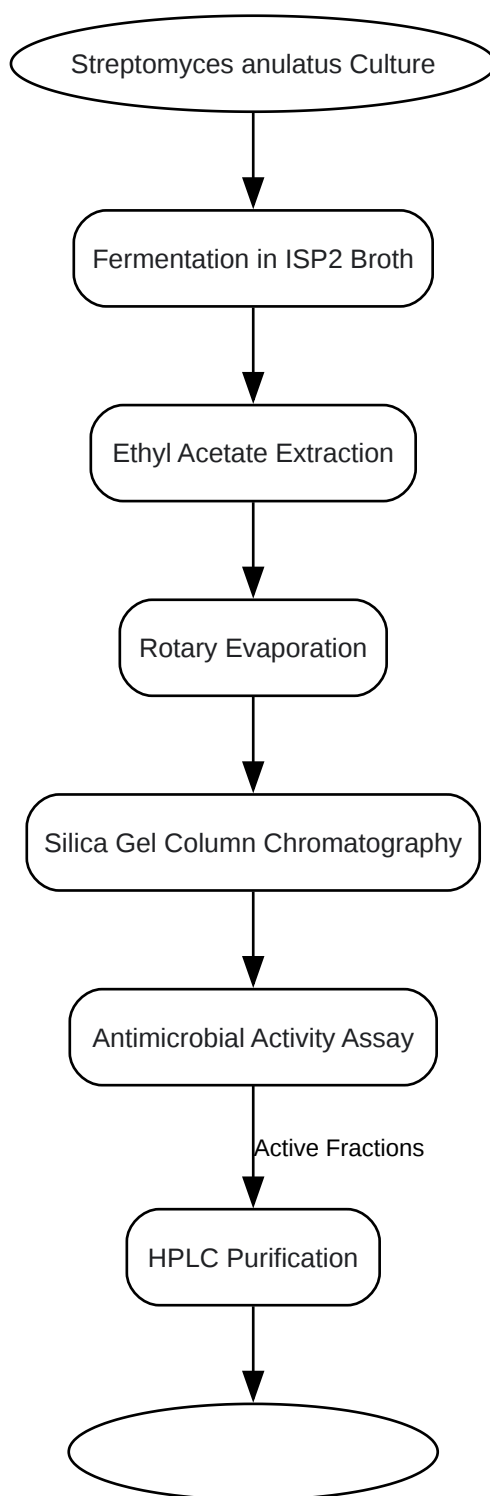 Streptomyces anulatus Culture
Fermentation in ISP2 Broth
Ethyl Acetate Extraction
Rotary Evaporation
Silica Gel Column Chromatography
Antimicrobial Activity Assay
Active Fractions
HPLC Purification